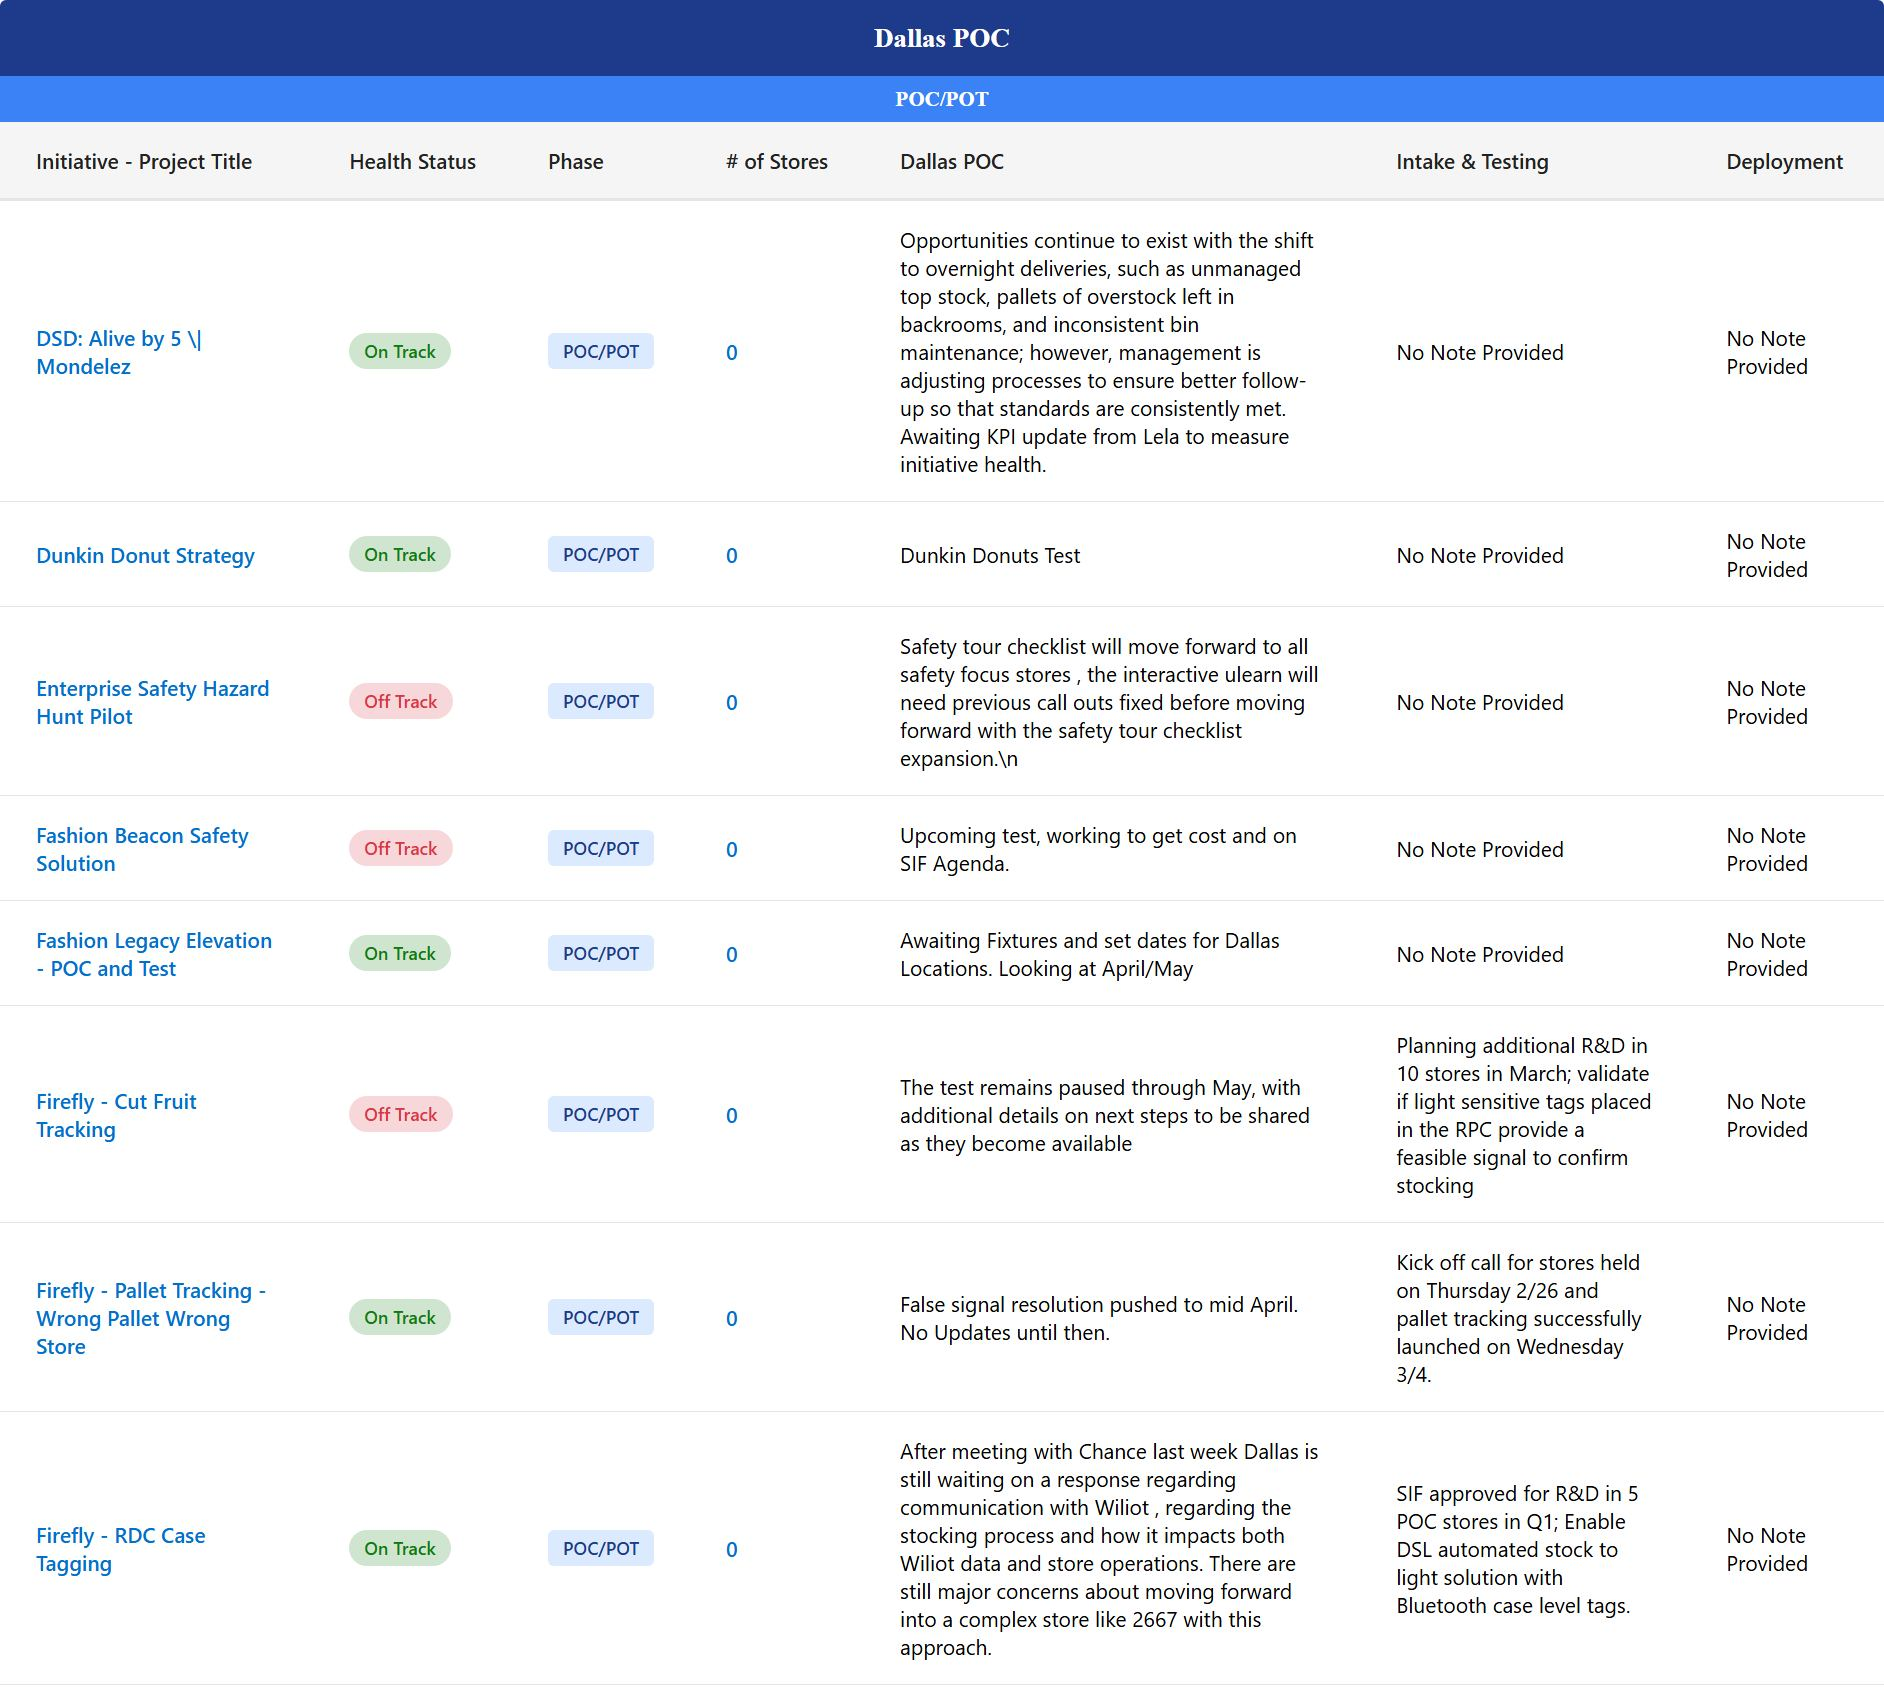 Dallas POC
POC/POT
Initiative - Project Title Health Status Phase # of Stores Dallas POC Intake & Testing Deployment
DSD: Alive by 5 \|
Mondelez
On Track
POC/POT
0
Opportunities continue to exist with the shift
to overnight deliveries, such as unmanaged
top stock, pallets of overstock left in
backrooms, and inconsistent bin
maintenance; however, management is
adjusting processes to ensure better follow-
up so that standards are consistently met.
Awaiting KPI update from Lela to measure
initiative health.
No Note Provided
No Note
Provided
Dunkin Donut Strategy
On Track
POC/POT
0
Dunkin Donuts Test
No Note Provided
No Note
Provided
Enterprise Safety Hazard
Hunt Pilot
Off Track
POC/POT
0
Safety tour checklist will move forward to all
safety focus stores , the interactive ulearn will
need previous call outs fixed before moving
forward with the safety tour checklist
expansion.\n
No Note Provided
No Note
Provided
Fashion Beacon Safety
Solution
Off Track
POC/POT
0
Upcoming test, working to get cost and on
SIF Agenda.
No Note Provided
No Note
Provided
Fashion Legacy Elevation
- POC and Test
On Track
POC/POT
0
Awaiting Fixtures and set dates for Dallas
Locations. Looking at April/May
No Note Provided
No Note
Provided
Firefly - Cut Fruit
Tracking
Off Track
POC/POT
0
The test remains paused through May, with
additional details on next steps to be shared
as they become available
Planning additional R&D in
10 stores in March; validate
if light sensitive tags placed
in the RPC provide a
feasible signal to confirm
stocking
No Note
Provided
Firefly - Pallet Tracking -
Wrong Pallet Wrong
Store
On Track
POC/POT
0
False signal resolution pushed to mid April.
No Updates until then.
Kick off call for stores held
on Thursday 2/26 and
pallet tracking successfully
launched on Wednesday
3/4.
No Note
Provided
Firefly - RDC Case
Tagging
On Track
POC/POT
0
After meeting with Chance last week Dallas is
still waiting on a response regarding
communication with Wiliot , regarding the
stocking process and how it impacts both
Wiliot data and store operations. There are
still major concerns about moving forward
into a complex store like 2667 with this
approach.
SIF approved for R&D in 5
POC stores in Q1; Enable
DSL automated stock to
light solution with
Bluetooth case level tags.
No Note
Provided